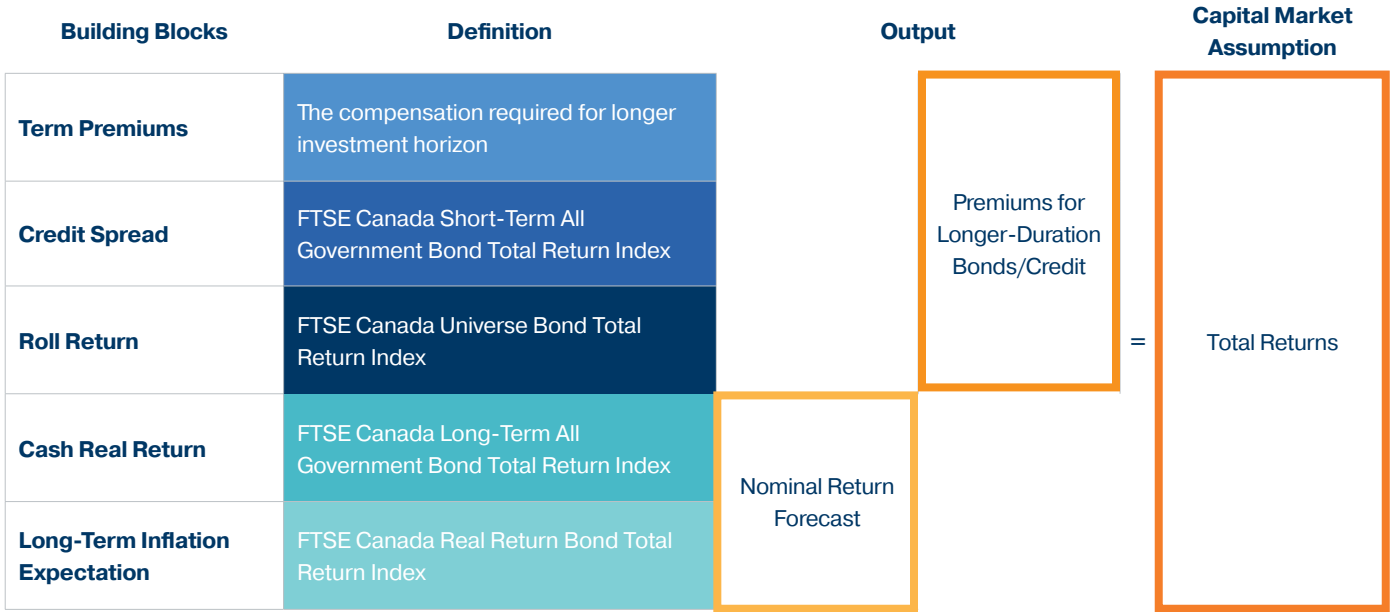 Building Blocks
Definition
Output
Capital Market
Assumption
Term Premiums
The compensation required for longer
investment horizon
Credit Spread
FTSE Canada Short-Term All
Government Bond Total Return Index
Roll Return
FTSE Canada Universe Bond Total
Return Index
Cash Real Return
FTSE Canada Long-Term All
Government Bond Total Return Index
Long-Term Inflation
Expectation
FTSE Canada Real Return Bond Total
Return Index
Nominal Return
Forecast
Premiums for
Longer-Duration
Bonds/Credit
=
Total Returns